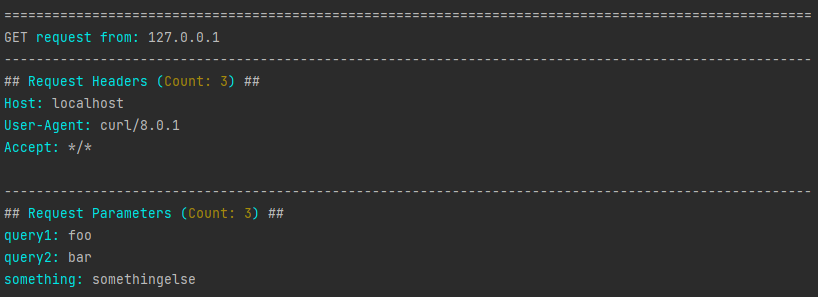 =====================================================================================================
GET request from: 127.0.0.1
-----------------------------------------------------------------------------------------------------
## Request Headers (Count: 3) ##
Host: localhost
User-Agent: curl/8.0.1
Accept: */*
-----------------------------------------------------------------------------------------------------
## Request Parameters (Count: 3) ##
query1: foo
query2: bar
something: somethingelse